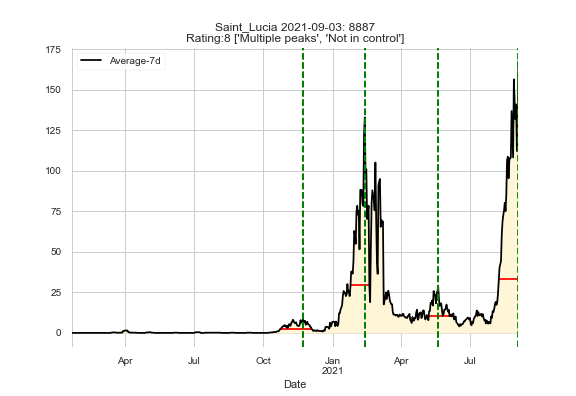 Saint_Lucia 2021-09-03: 8887
Rating:8 ['Multiple peaks', 'Not in control']
175
150
125
100
75
50
25
0
Average-7d
Apr
Jul
Oct
Jan
2021
Apr
Jul
Date